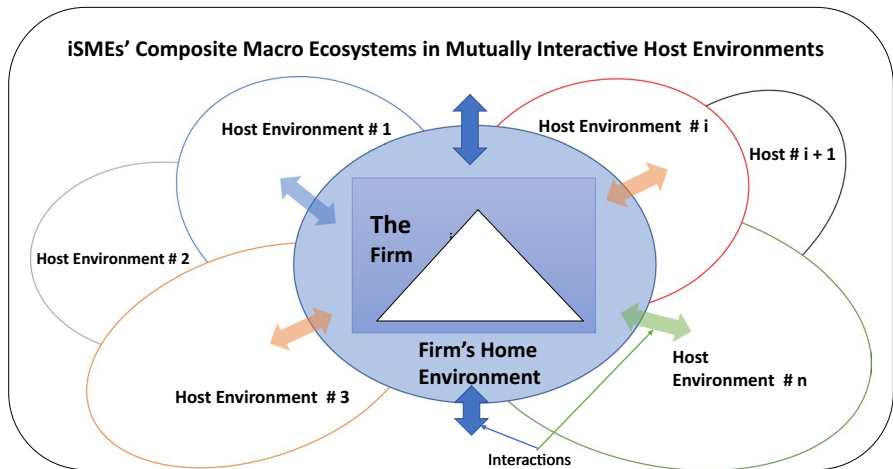 iSMEs' Composite Macro Ecosystems in Mutually Interactive Host Environments
Host Environment # 1
Host Environment # i
Host # i + 1
The
Firm
i
Host Environment # 2
Firm's Home
Environment
Host
Environment # n
Host Environment # 3
Interactions